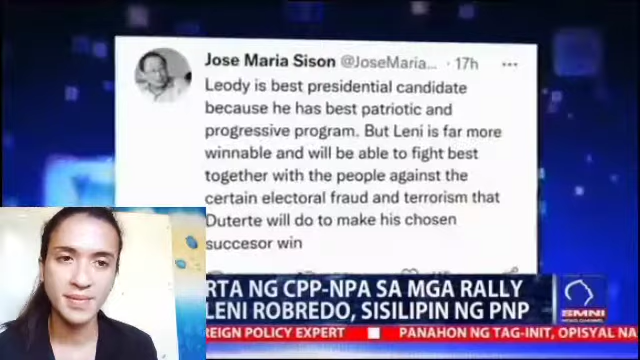 Jose Maria Sison @JoseMaria... · 17h ...
Leody is best presidential candidate
because he has best patriotic and
progressive program. But Leni is far more
winnable and will be able to fight best
together with the people against the
certain electoral fraud and terrorism that
Duterte will do to make his chosen
succesor win
RTA NG CPP-NPA SA MGA RALLY
LENI ROBREDO, SISILIPIN NG PNP
SMNI
NEWS CHANNEL
REIGN POLICY EXPERT
PANAHON NG TAG-INIT, OPISYAL NA